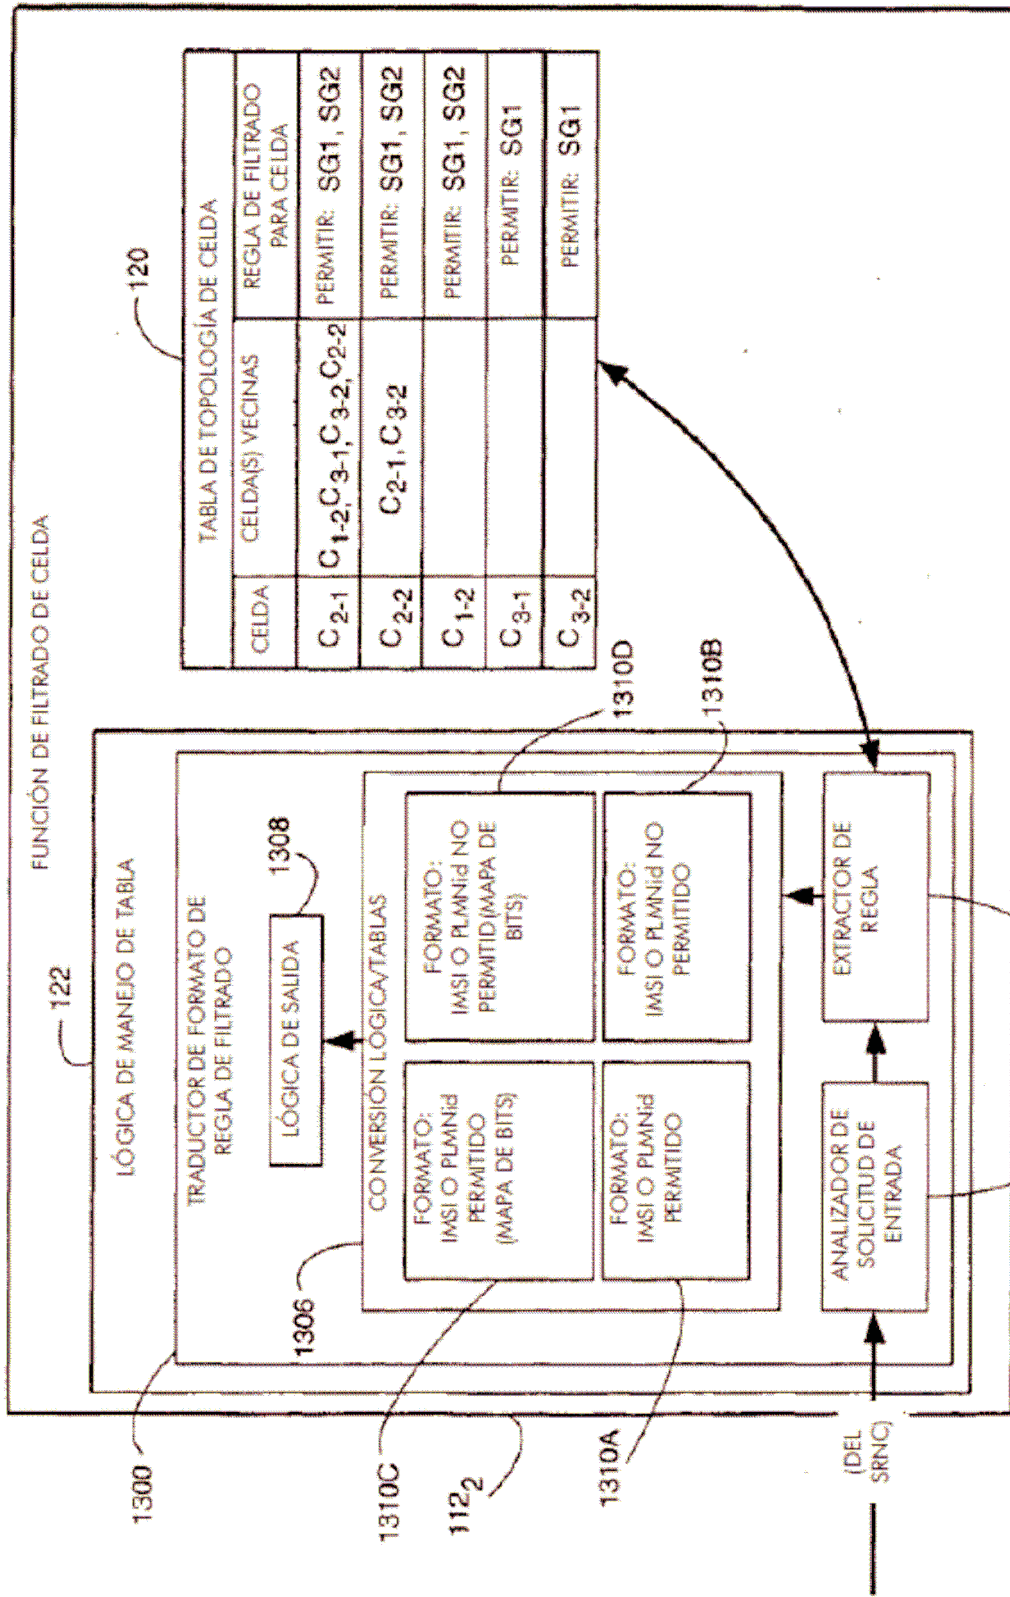 FUNCIÓN DE FILTRADO DE CELDA
122
LÓGICA DE MANEJO DE TABLA
1300
TRADUCTOR DE FORMATO DE
REGLA DE FILTRADO
1308
LÓGICA DE SALIDA
1306
CONVERSIÓN LOGICA/TABLAS
FORMATO:
IMSI O PLMNid
PERMITIDO
(MAPA DE BITS)
FORMATO:
IMSI O PLMNid NO
PERMITID(MAPA DE
BITS)
1310C
1310D
FORMATO:
IMSI O PLMNid
PERMITIDO
FORMATO:
IMSI O PLMNid NO
PERMITIDO
112₂
1310A
1310B
ANALIZADOR DE
SOLICITUD DE
ENTRADA
EXTRACTOR DE
REGLA
(DEL
SRNC)
120
TABLA DE TOPOLOGÍA DE CELDA
CELDA CELDA(S) VECINAS REGLA DE FILTRADO
PARA CELDA
C2-1 C1-2,C3-1,C3-2,C2-2 PERMITIR: SG1, SG2
C2-2 C2-1,C3-2 PERMITIR: SG1, SG2
C1-2 PERMITIR: SG1, SG2
C3-1 PERMITIR: SG1
C3-2 PERMITIR: SG1